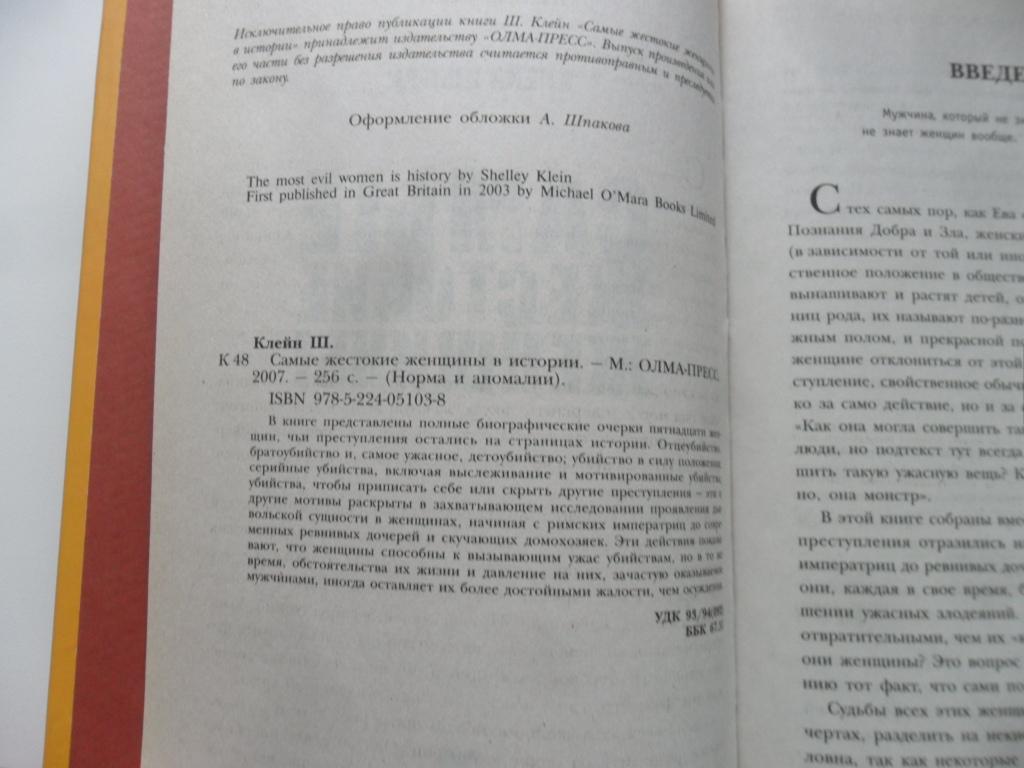 Исключительное право публикации книги Ш. Клейн «Самые жестокие женщины
в истории» принадлежит издательству «ОЛМА-ПРЕСС». Выпуск произведения или
его части без разрешения издательства считается противоправным и преследуется
по закону.
Оформление обложки А. Шпакова
The most evil women is history by Shelley Klein
First published in Great Britain in 2003 by Michael O'Mara Books Limited
Клейн Ш.
К 48 Самые жестокие женщины в истории. — М.: ОЛМА-ПРЕСС,
2007. — 256 с. — (Норма и аномалии).
ISBN 978-5-224-05103-8
В книге представлены полные биографические очерки пятнадцати жен-
щин, чьи преступления остались на страницах истории. Отцеубийство,
братоубийство и, самое ужасное, детоубийство; убийство в силу положения,
серийные убийства, включая выслеживание и мотивированные убийства,
убийства, чтобы приписать себе или скрыть другие преступления — эти и
другие мотивы раскрыты в захватывающем исследовании проявления дья-
вольской сущности в женщинах, начиная с римских императриц до совре-
менных ревнивых дочерей и скучающих домохозяек. Эти действия показы-
вают, что женщины способны к вызывающим ужас убийствам, но в то же
время, обстоятельства их жизни и давление на них, зачастую оказываемое
мужчинами, иногда оставляет их более достойными жалости, чем осуждения.
УДК
ББК
ВВЕДЕ
Мужчина, который не зн
не знает женщин вообще.
С тех самых пор, как Ева
Познания Добра и Зла, женски
(в зависимости от той или ино
ственное положение в обществ
вынашивают и растят детей, о
ниц рода, их называют по-разн
жным полом, и прекрасной по
женщине отклониться от этой
ступление, свойственное обыч
ко за само действие, но и за с
«Как она могла совершить так
люди, но подтекст тут всегда
шить такую ужасную вещь? К
но, она монстр».
В этой книге собраны вме
преступления отразились н
императриц до ревнивых доч
они, каждая в свое время, б
шении ужасных злодеяний.
отвратительными, чем их «к
они женщины? Это вопрос
нию тот факт, что сами по
Судьбы всех этих женщи
чертах, разделить на неск
ловна, так как некоторые